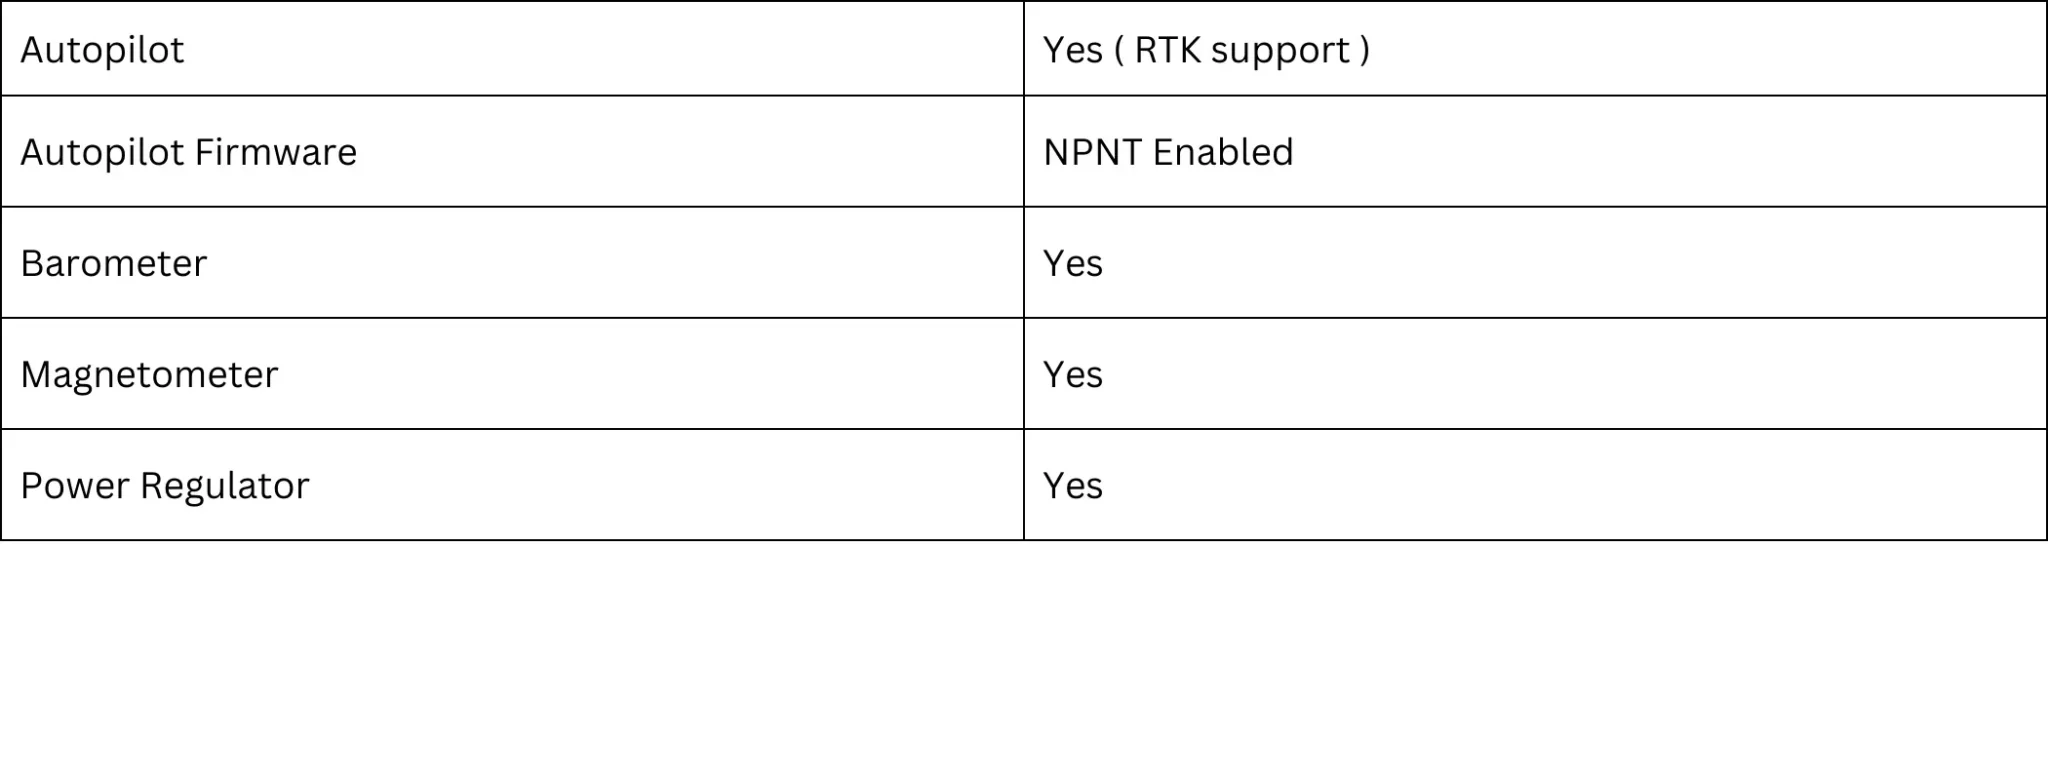 Autopilot Yes ( RTK support )
Autopilot Firmware NPNT Enabled
Barometer Yes
Magnetometer Yes
Power Regulator Yes